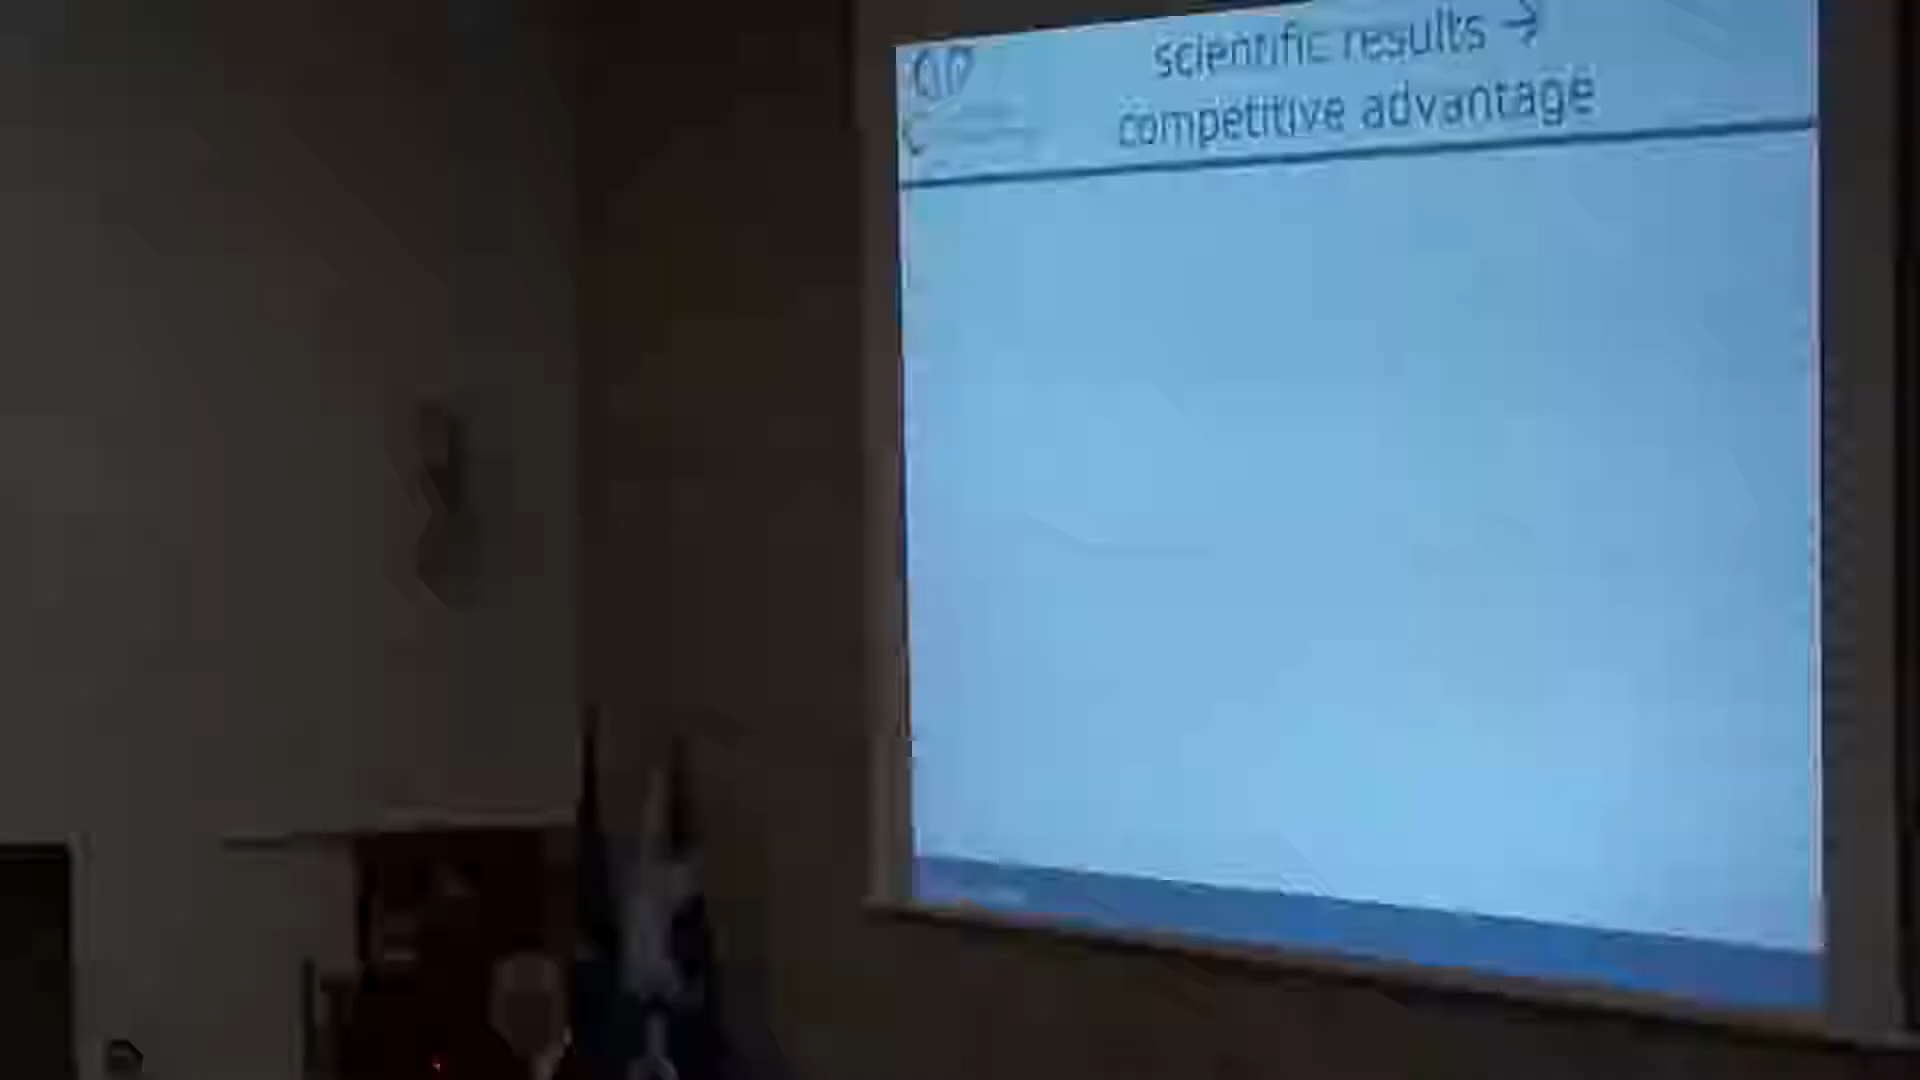 scientific results →
competitive advantage